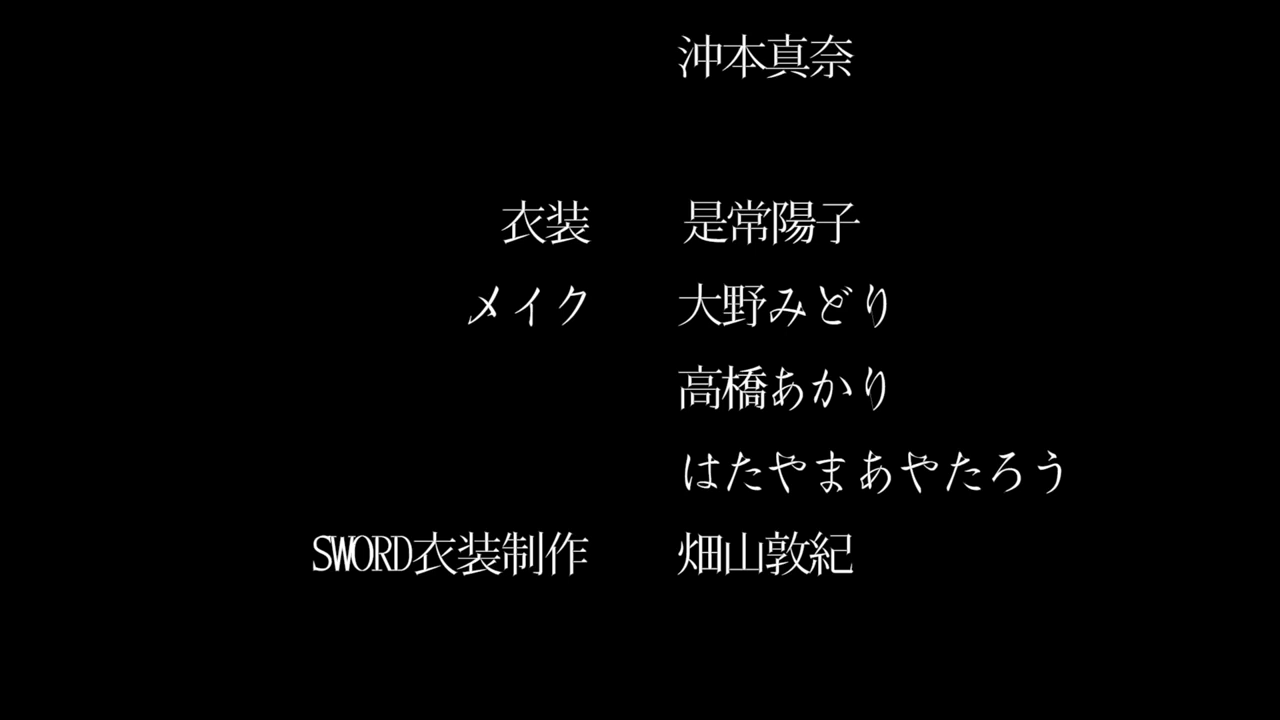 沖本真奈
衣装 是常陽子
メイク 大野みどり
高橋あかり
はたやまあやたろう
SWORD衣装制作 畑山敦紀